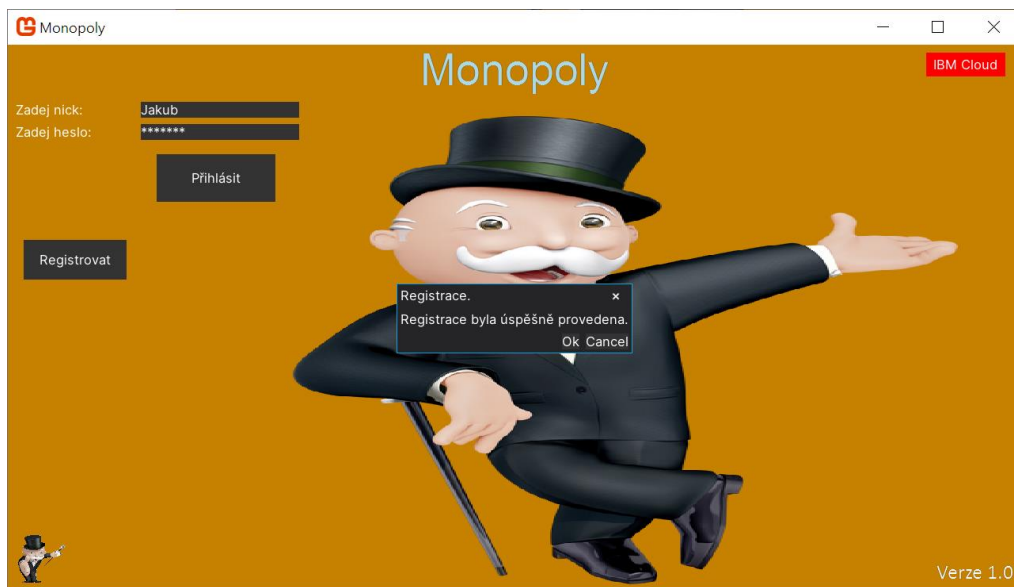 Monopoly
Monopoly
IBM Cloud
Zadej nick: Jakub
Zadej heslo: *******
Přihlásit
Registrovat
Registrace. ×
Registrace byla úspěšně provedena.
Ok Cancel
Verze 1.0